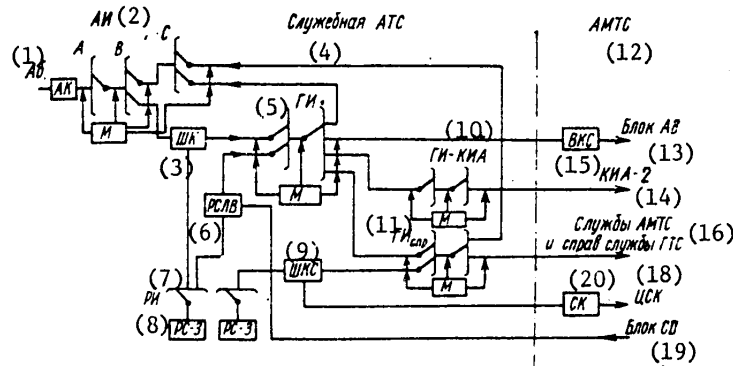 АИ (2)
Служебная АТС
(4)
АМТС
(12)
(1)
Аб.
А
В
С
АК
М
ШК
(3)
(5)
ГИ
М
(10)
ГИ-КИА
М
ВКС
(15)
Блок АВ
(13)
КИА-2
(14)
РСЛВ
(6)
(11)
ГИспр
М
Службы АМТС
и справ службы ГТС
(16)
(18)
(9)
ШКС
(7)
РИ
(8)
РС-3
РС-3
(20)
СК
ЦСК
Блок CD
(19)